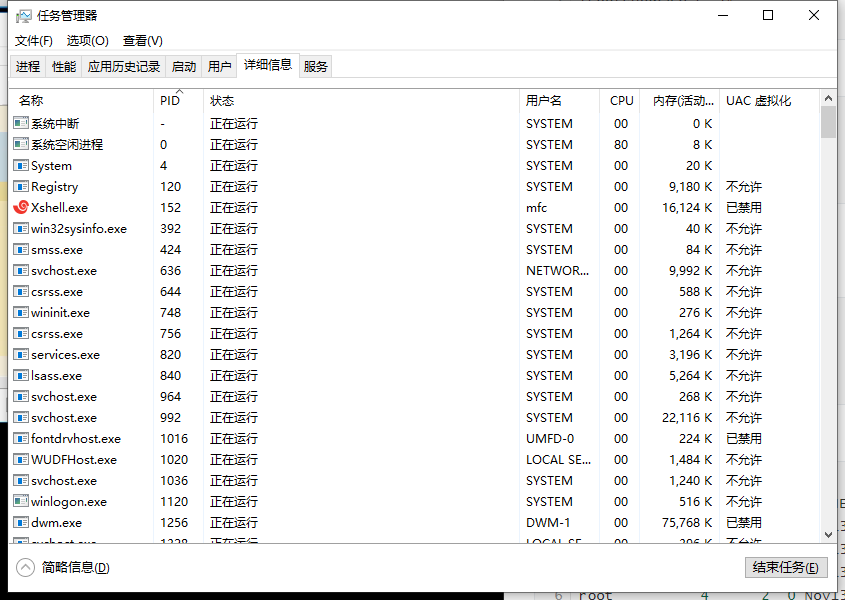 任务管理器
文件(F) 选项(O) 查看(V)
进程 性能 应用历史记录 启动 用户 详细信息 服务
名称 PID 状态 用户名 CPU 内存(活动... UAC 虚拟化
系统中断 - 正在运行 SYSTEM 00 0 K
系统空闲进程 0 正在运行 SYSTEM 80 8 K
System 4 正在运行 SYSTEM 00 20 K
Registry 120 正在运行 SYSTEM 00 9,180 K 不允许
Xshell.exe 152 正在运行 mfc 00 16,124 K 已禁用
win32sysinfo.exe 392 正在运行 SYSTEM 00 40 K 不允许
smss.exe 424 正在运行 SYSTEM 00 84 K 不允许
svchost.exe 636 正在运行 NETWOR... 00 9,992 K 不允许
csrss.exe 644 正在运行 SYSTEM 00 588 K 不允许
wininit.exe 748 正在运行 SYSTEM 00 276 K 不允许
csrss.exe 756 正在运行 SYSTEM 00 1,264 K 不允许
services.exe 820 正在运行 SYSTEM 00 3,196 K 不允许
lsass.exe 840 正在运行 SYSTEM 00 5,264 K 不允许
svchost.exe 964 正在运行 SYSTEM 00 268 K 不允许
svchost.exe 992 正在运行 SYSTEM 00 22,116 K 不允许
fontdrvhost.exe 1016 正在运行 UMFD-0 00 224 K 已禁用
WUDFHost.exe 1020 正在运行 LOCAL SE... 00 1,484 K 不允许
svchost.exe 1036 正在运行 SYSTEM 00 1,240 K 不允许
winlogon.exe 1120 正在运行 SYSTEM 00 516 K 不允许
dwm.exe 1256 正在运行 DWM-1 00 75,768 K 已禁用
简略信息(D) 结束任务(E)
6 root 4 2 0 Nov13